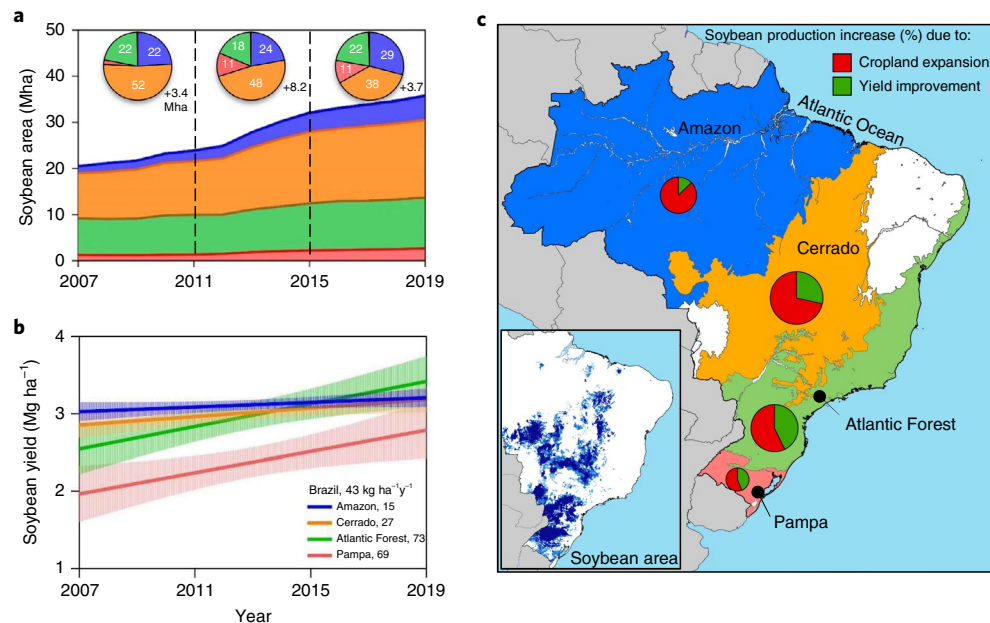 a
Soybean area (Mha)
50
40
30
20
10
0
22
22
52
+3.4
Mha
18
24
11
48
+8.2
22
29
11
38
+3.7
2007
2011
2015
2019
b
Soybean yield (Mg ha−1)
4
3
2
1
Brazil, 43 kg ha−1y−1
Amazon, 15
Cerrado, 27
Atlantic Forest, 73
Pampa, 69
2007
2011
2015
2019
Year
c
Soybean production increase (%) due to:
Cropland expansion
Yield improvement
Atlantic Ocean
Amazon
Cerrado
Atlantic Forest
Pampa
Soybean area